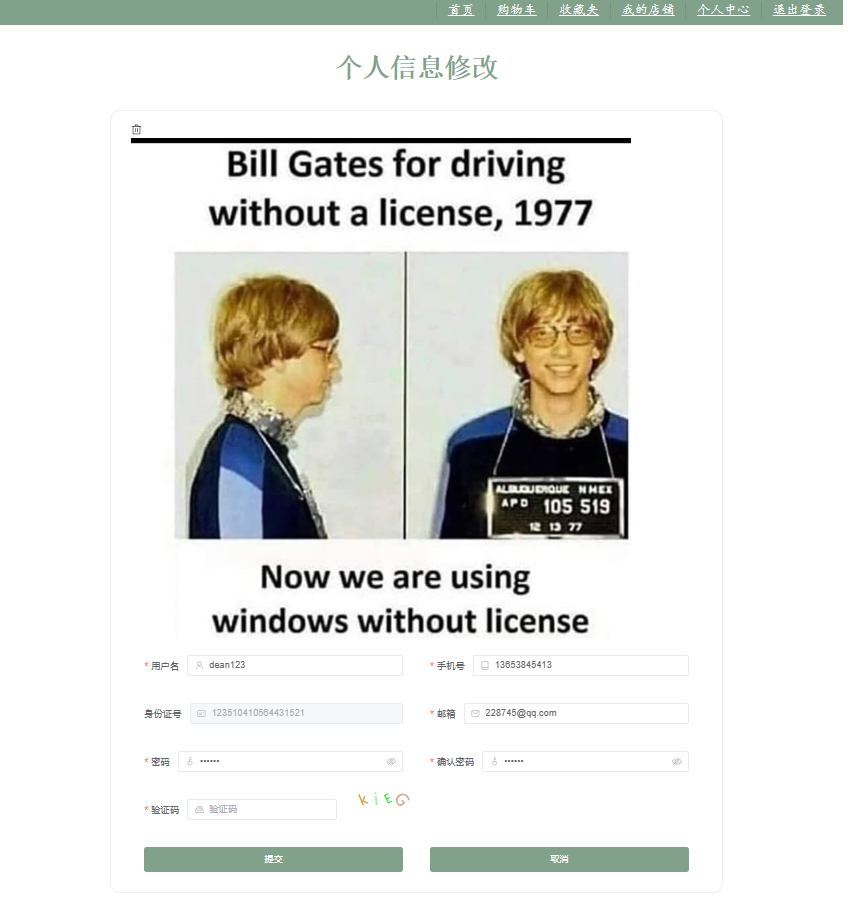 首页 购物车 收藏夹 我的店铺 个人中心 退出登录
个人信息修改
Bill Gates for driving
without a license, 1977
ALBUQUERQUE NMEX
APD 105 519
12 13 77
Now we are using
windows without license
* 用户名 dean123 * 手机号 13653845413
身份证号 123510410564431521 * 邮箱 228745@qq.com
* 密码 •••••• * 确认密码 ••••••
* 验证码 验证码 kiEG
提交 取消